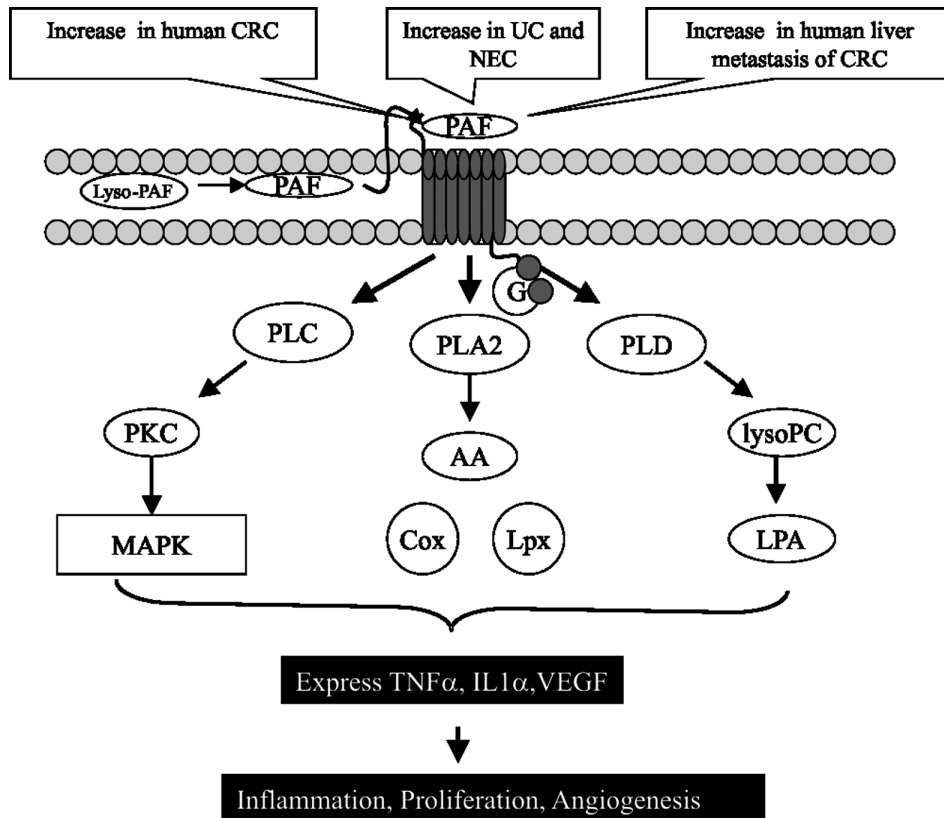 Increase in human CRC
Increase in UC and
NEC
Increase in human liver
metastasis of CRC
PAF
Lyso-PAF
PAF
G
PLC
PLA2
PLD
PKC
AA
lysoPC
MAPK
Cox
Lpx
LPA
Express TNFα, IL1α,VEGF
Inflammation, Proliferation, Angiogenesis